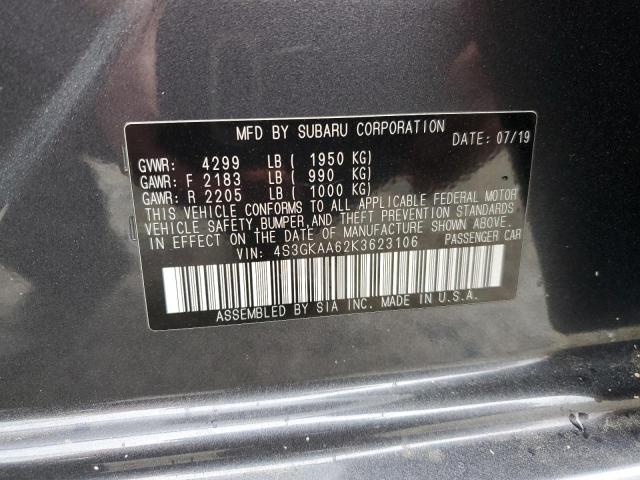 MFD BY SUBARU CORPORATION DATE: 07/19
GVWR: 4299 LB ( 1950 KG)
GAWR: F 2183 LB ( 990 KG)
GAWR: R 2205 LB ( 1000 KG)
THIS VEHICLE CONFORMS TO ALL APPLICABLE FEDERAL MOTOR
VEHICLE SAFETY, BUMPER, AND THEFT PREVENTION STANDARDS
IN EFFECT ON THE DATE OF MANUFACTURE SHOWN ABOVE.
VIN: 4S3GKAA62K3623106 PASSENGER CAR
ASSEMBLED BY SIA INC. MADE IN U.S.A.